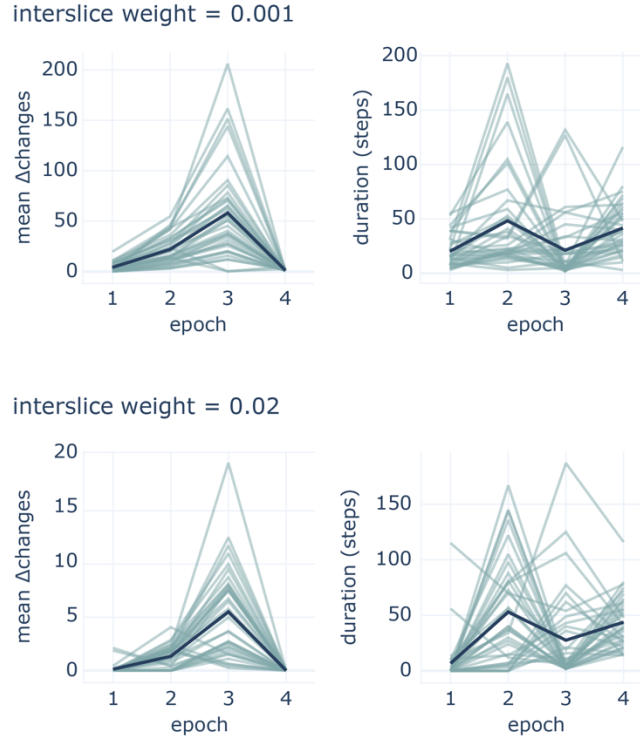 interslice weight = 0.001
mean Δchanges
200
150
100
50
0
1 2 3 4
epoch
duration (steps)
200
150
100
50
0
1 2 3 4
epoch
interslice weight = 0.02
mean Δchanges
20
15
10
5
0
1 2 3 4
epoch
duration (steps)
150
100
50
0
1 2 3 4
epoch